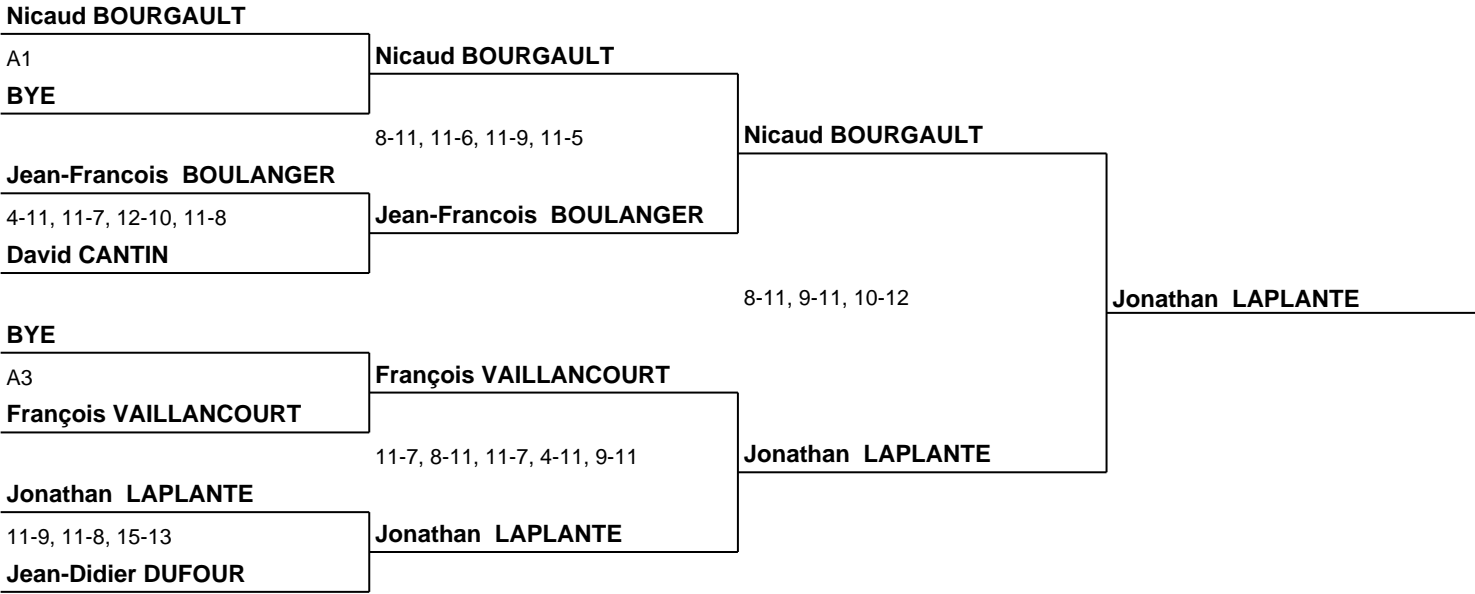 Nicaud BOURGAULT
A1
Nicaud BOURGAULT
BYE
8-11, 11-6, 11-9, 11-5
Nicaud BOURGAULT
Jean-Francois BOULANGER
4-11, 11-7, 12-10, 11-8
Jean-Francois BOULANGER
David CANTIN
8-11, 9-11, 10-12
Jonathan LAPLANTE
BYE
A3
François VAILLANCOURT
François VAILLANCOURT
11-7, 8-11, 11-7, 4-11, 9-11
Jonathan LAPLANTE
Jonathan LAPLANTE
11-9, 11-8, 15-13
Jonathan LAPLANTE
Jean-Didier DUFOUR